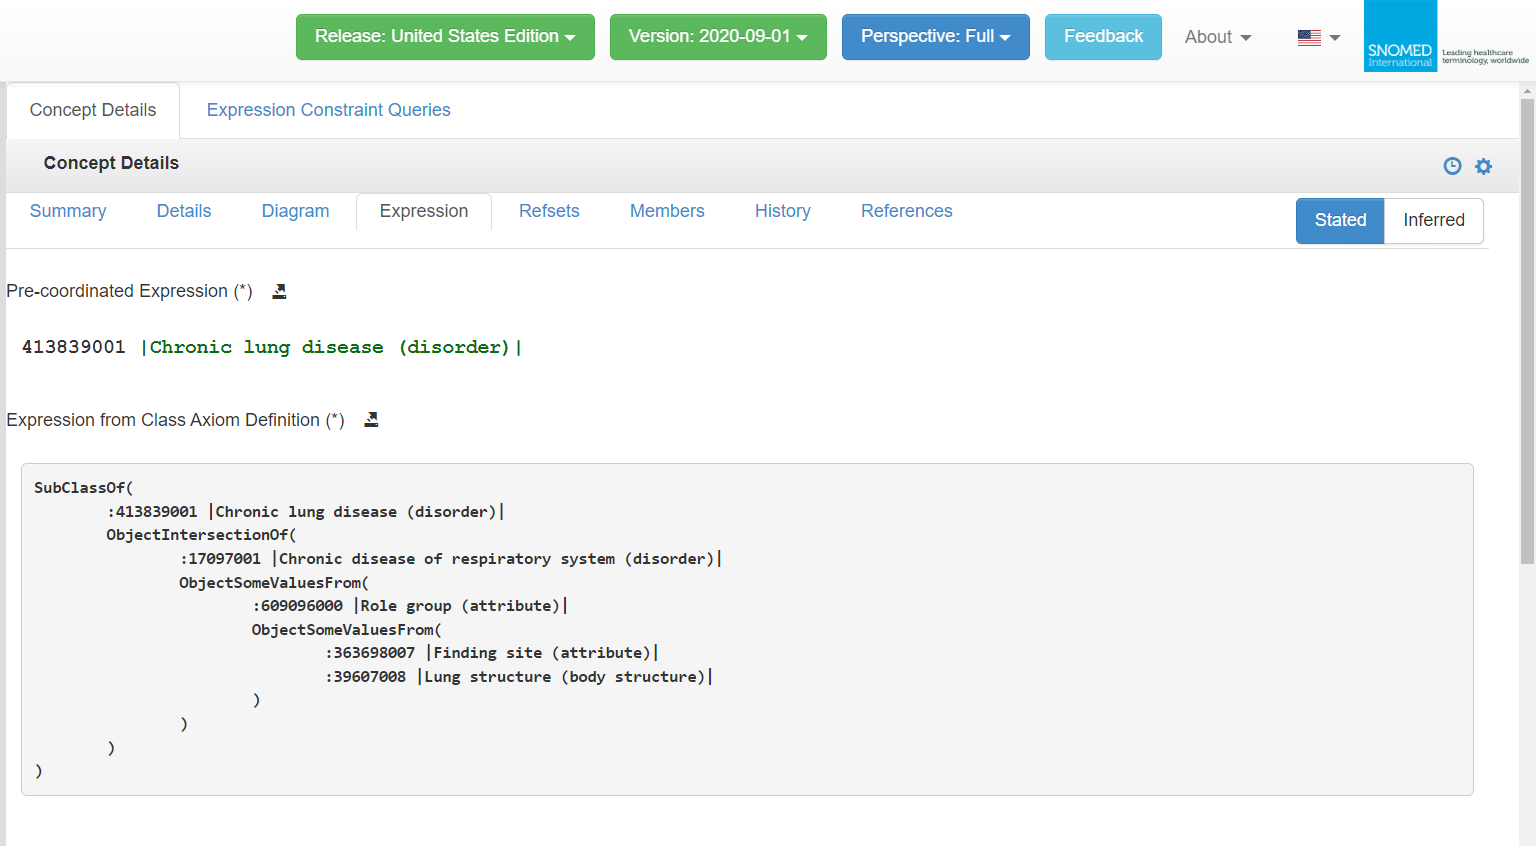 Release: United States Edition
Version: 2020-09-01
Perspective: Full
Feedback
About
SNOMED
International
Leading healthcare
terminology, worldwide
Concept Details
Expression Constraint Queries
Concept Details
Summary
Details
Diagram
Expression
Refsets
Members
History
References
Stated
Inferred
Pre-coordinated Expression (*)
413839001 |Chronic lung disease (disorder)|
Expression from Class Axiom Definition (*)
SubClassOf(
:413839001 |Chronic lung disease (disorder)|
ObjectIntersectionOf(
:17097001 |Chronic disease of respiratory system (disorder)|
ObjectSomeValuesFrom(
:609096000 |Role group (attribute)|
ObjectSomeValuesFrom(
:363698007 |Finding site (attribute)|
:39607008 |Lung structure (body structure)|
)
)
)
)